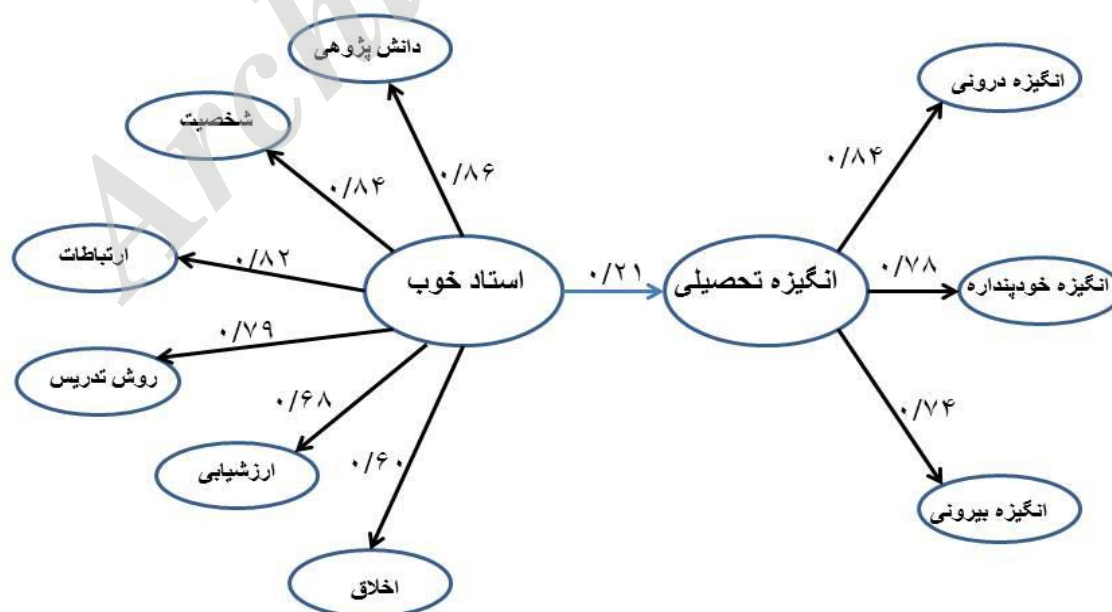 دانش پژوهی
انگیزه درونی
شخصیت
۰/۸۶
۰/۸۴
۰/۸۴
ارتباطات
۰/۸۲
استاد خوب
۰/۲۱
انگیزه تحصیلی
۰/۷۸
انگیزه خودپنداره
۰/۷۹
روش تدریس
۰/۶۸
۰/۷۴
ارزشیابی
۰/۶۰
انگیزه بیرونی
اخلاق